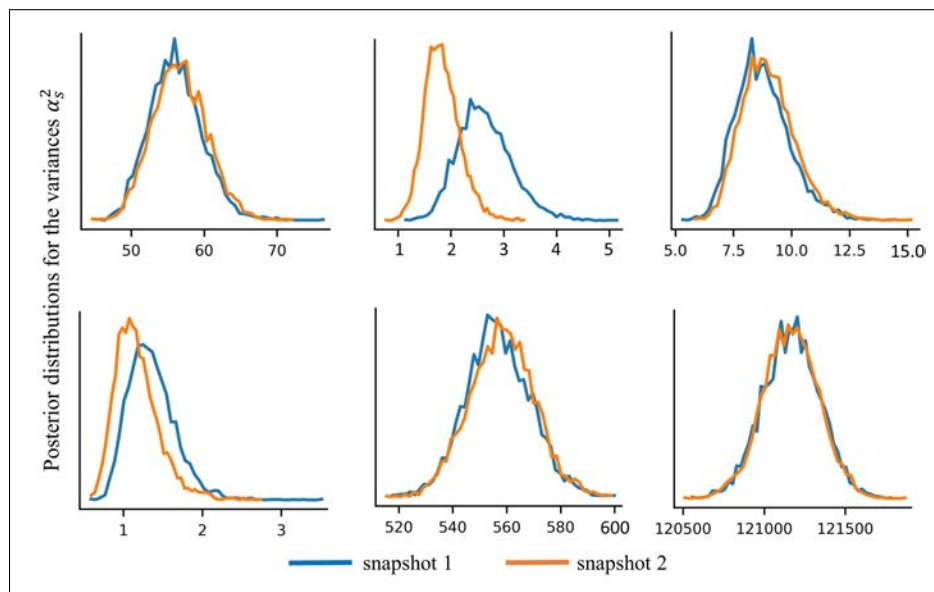 Posterior distributions for the variances α_s^2
50 60 70
1 2 3 4 5
5.0 7.5 10.0 12.5 15.0
1 2 3
520 540 560 580 600
120500 121000 121500
snapshot 1 snapshot 2